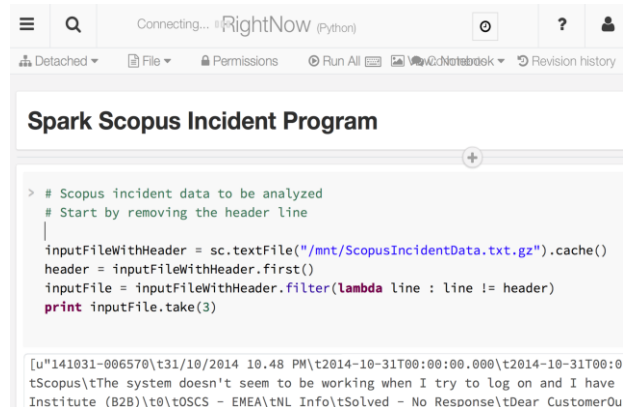 Connecting... RightNow (Python)
?
Detached File Permissions Run All Revision history
Spark Scopus Incident Program
> # Scopus incident data to be analyzed
# Start by removing the header line
inputFileWithHeader = sc.textFile("/mnt/ScopusIncidentData.txt.gz").cache()
header = inputFileWithHeader.first()
inputFile = inputFileWithHeader.filter(lambda line : line != header)
print inputFile.take(3)
[u"141031-006570\t31/10/2014 10.48 PM\t2014-10-31T00:00:00.000\t2014-10-31T00:0
tScopus\tThe system doesn't seem to be working when I try to log on and I have
Institute (B2B)\t0\tOSCS - EMEA\tNL Info\tSolved - No Response\tDear CustomerOu